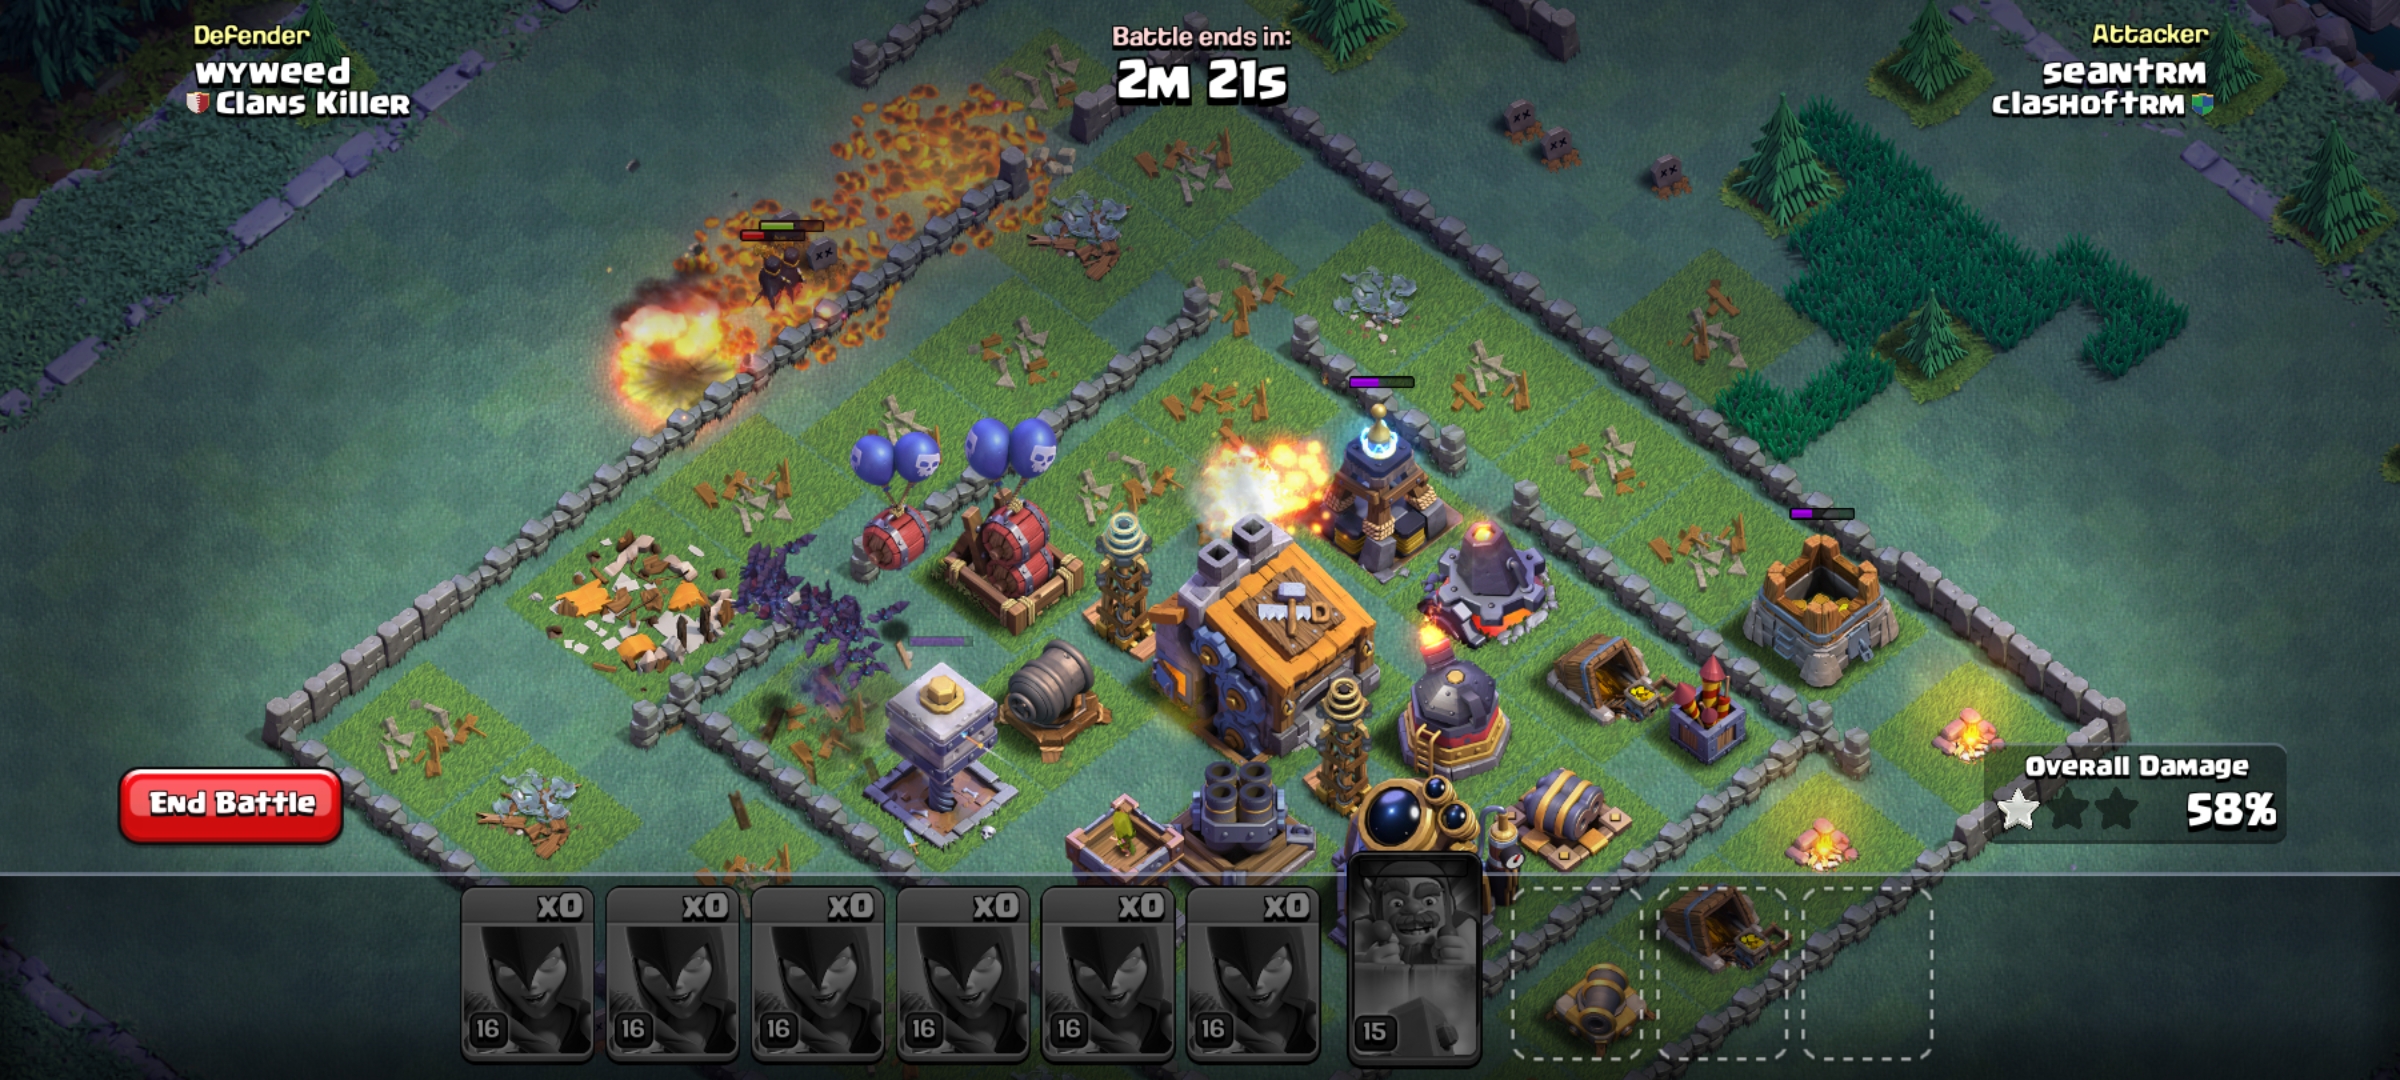 Defender
wyweed
Clans Killer
Battle ends in:
2M 21s
Attacker
seantrm
clashoftrm
End Battle
Overall Damage
58%
x0
x0
x0
x0
x0
x0
16
16
16
16
16
16
15